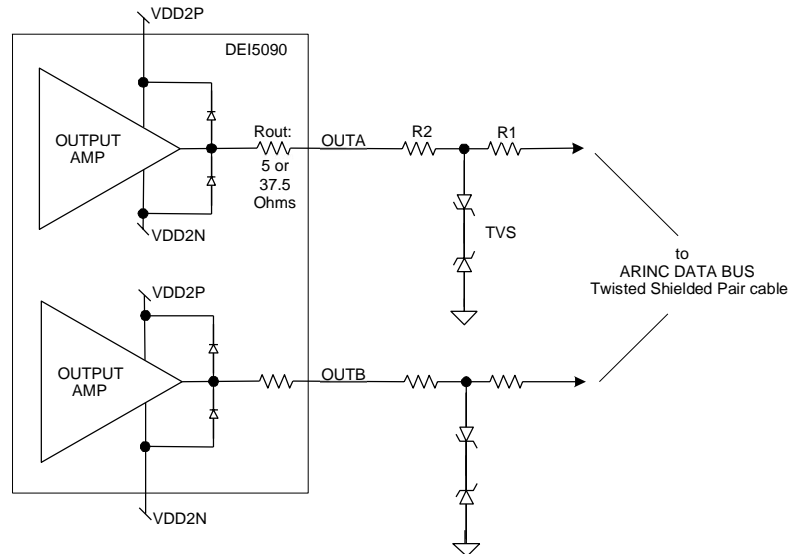 VDD2P
DEI5090
OUTPUT
AMP
Rout:
5 or
37.5
Ohms
OUTA
R2
R1
VDD2N
TVS
to
ARINC DATA BUS
Twisted Shielded Pair cable
VDD2P
OUTPUT
AMP
OUTB
VDD2N